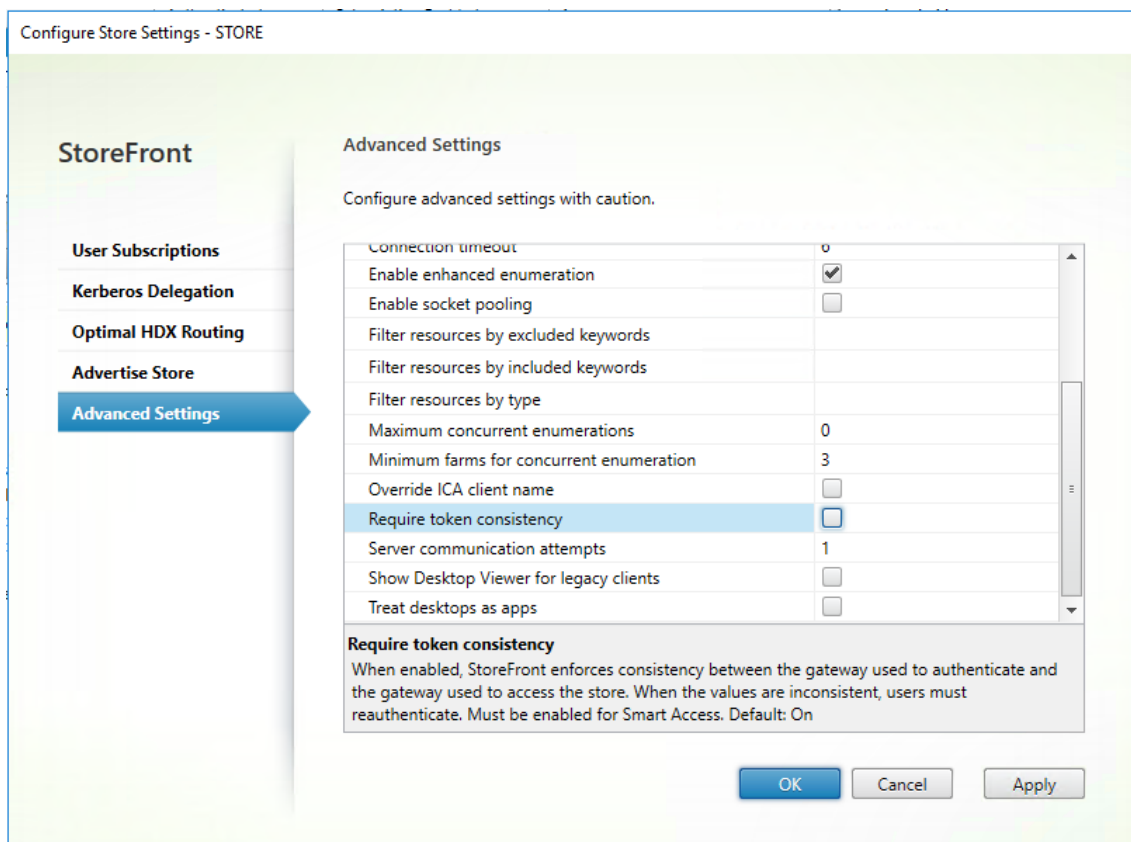 Configure Store Settings - STORE
StoreFront
User Subscriptions
Kerberos Delegation
Optimal HDX Routing
Advertise Store
Advanced Settings
Advanced Settings
Configure advanced settings with caution.
Connection timeout 6
Enable enhanced enumeration
Enable socket pooling
Filter resources by excluded keywords
Filter resources by included keywords
Filter resources by type
Maximum concurrent enumerations 0
Minimum farms for concurrent enumeration 3
Override ICA client name
Require token consistency
Server communication attempts 1
Show Desktop Viewer for legacy clients
Treat desktops as apps
Require token consistency
When enabled, StoreFront enforces consistency between the gateway used to authenticate and
the gateway used to access the store. When the values are inconsistent, users must
reauthenticate. Must be enabled for Smart Access. Default: On
OK Cancel Apply